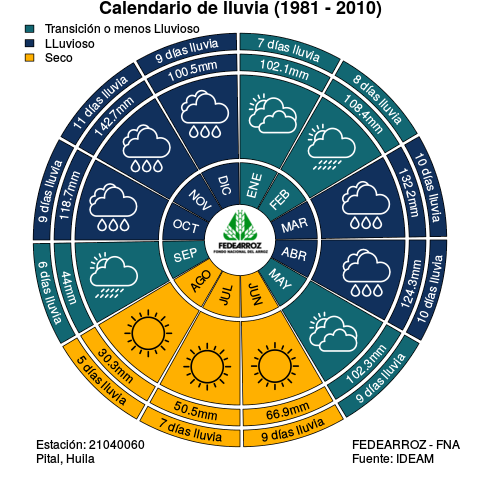 Calendario de lluvia (1981 - 2010)
Transición o menos Lluvioso
LLuvioso
Seco
7 días lluvia
102.1mm
ENE
8 días lluvia
108.4mm
FEB
10 días lluvia
132.2mm
MAR
10 días lluvia
124.3mm
ABR
9 días lluvia
102.3mm
MAY
9 días lluvia
66.9mm
JUN
7 días lluvia
50.5mm
JUL
5 días lluvia
30.3mm
AGO
6 días lluvia
44mm
SEP
9 días lluvia
118.7mm
OCT
11 días lluvia
142.7mm
NOV
9 días lluvia
100.5mm
DIC
FEDEARROZ
FONDO NACIONAL DEL ARROZ
Estación: 21040060
Pital, Huila
FEDEARROZ - FNA
Fuente: IDEAM